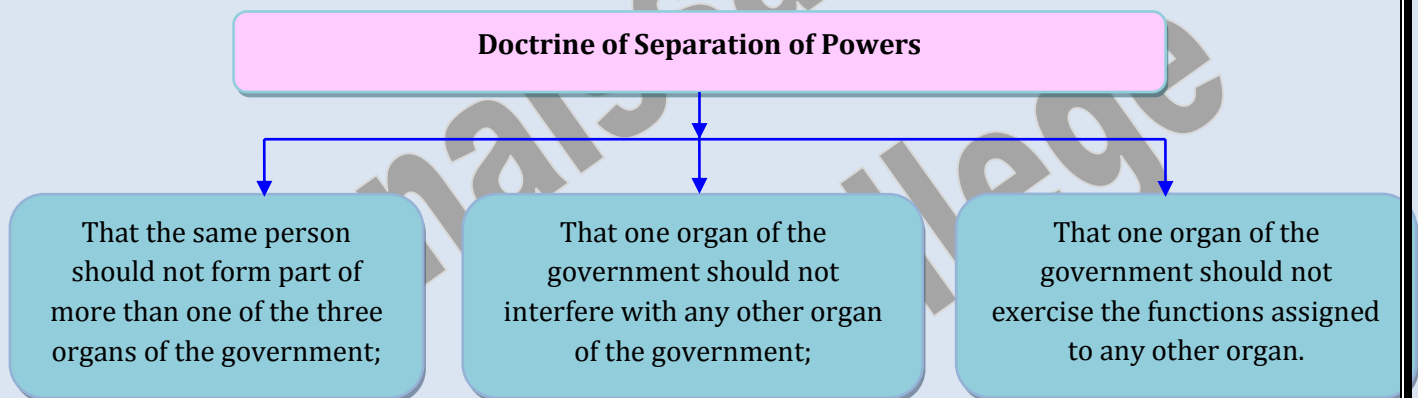 Doctrine of Separation of Powers
That the same person
should not form part of
more than one of the three
organs of the government;
That one organ of the
government should not
interfere with any other organ
of the government;
That one organ of the
government should not
exercise the functions assigned
to any other organ.